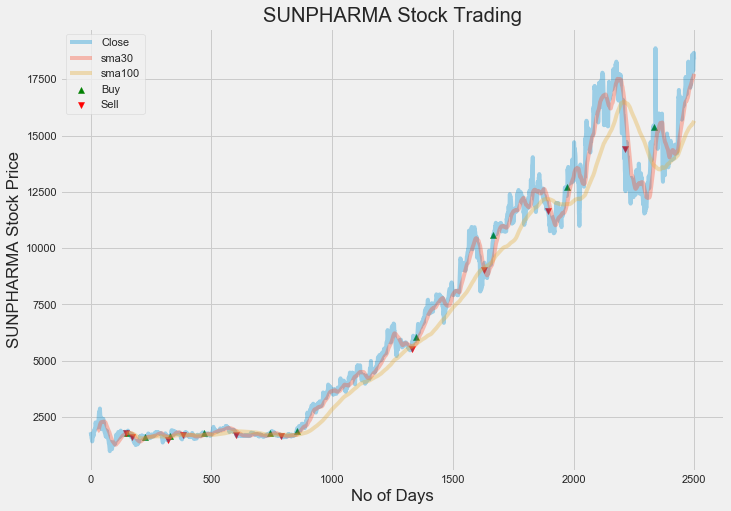 SUNPHARMA Stock Trading
Close
sma30
sma100
Buy
Sell
SUNPHARMA Stock Price
17500
15000
12500
10000
7500
5000
2500
0
500
1000
1500
2000
2500
No of Days